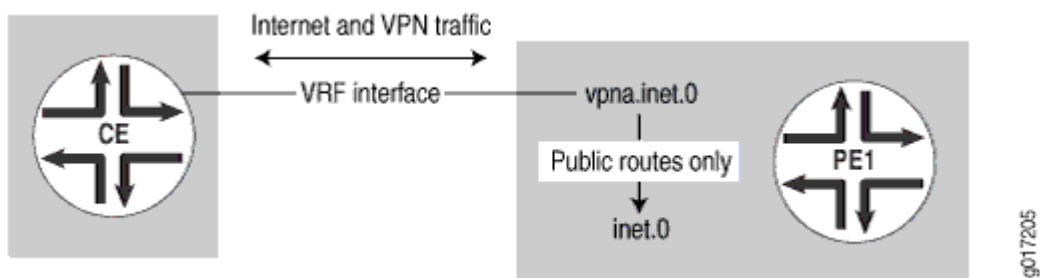 Internet and VPN traffic
VRF interface
vpna.inet.0
CE
Public routes only
PE1
inet.0
g017205